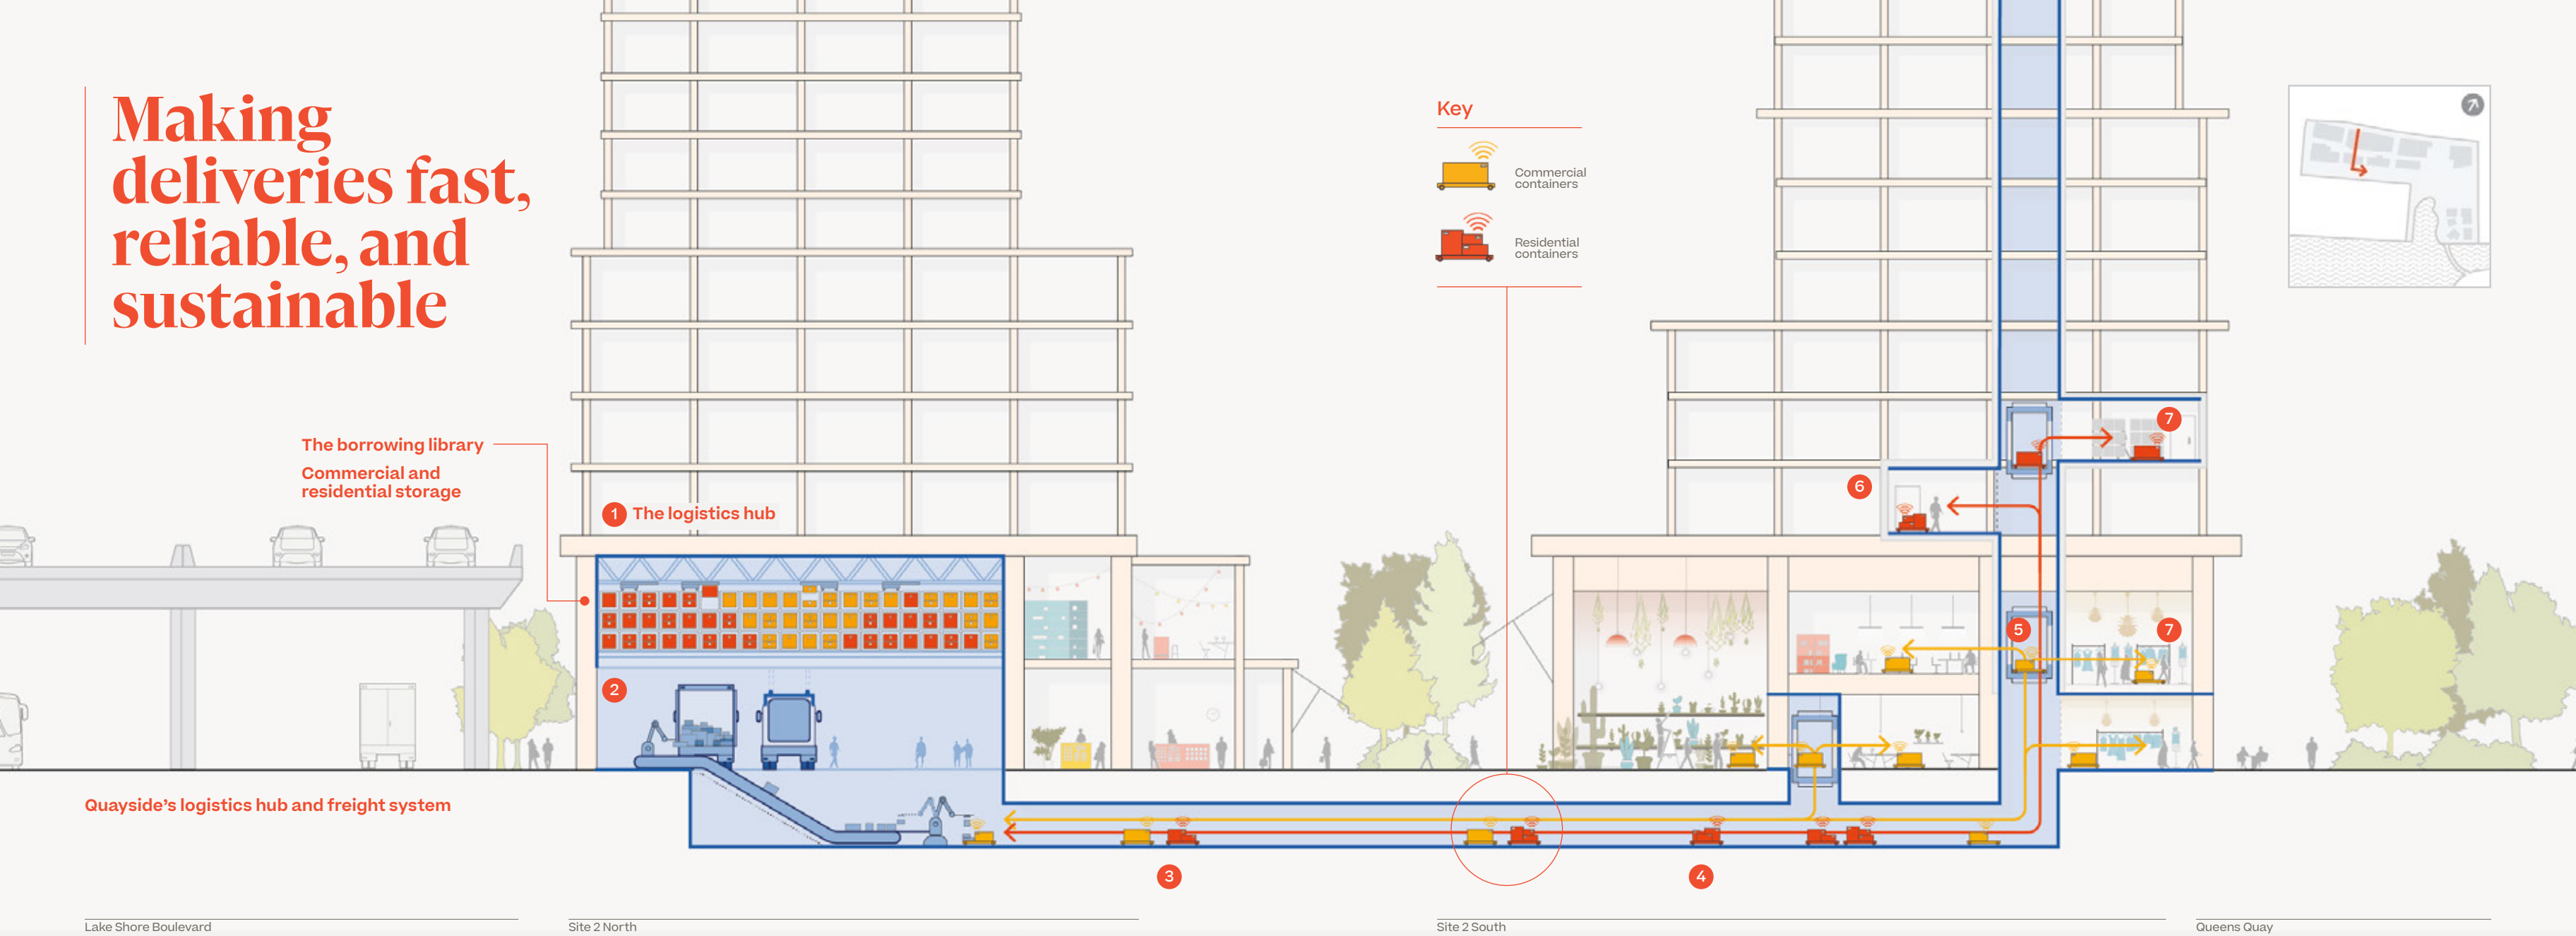 Making
deliveries fast,
reliable, and
sustainable
Key
Commercial
containers
Residential
containers
The borrowing library
Commercial and
residential storage
1 The logistics hub
2
3
4
5
6
7
7
Quayside’s logistics hub and freight system
Lake Shore Boulevard
Site 2 North
Site 2 South
Queens Quay